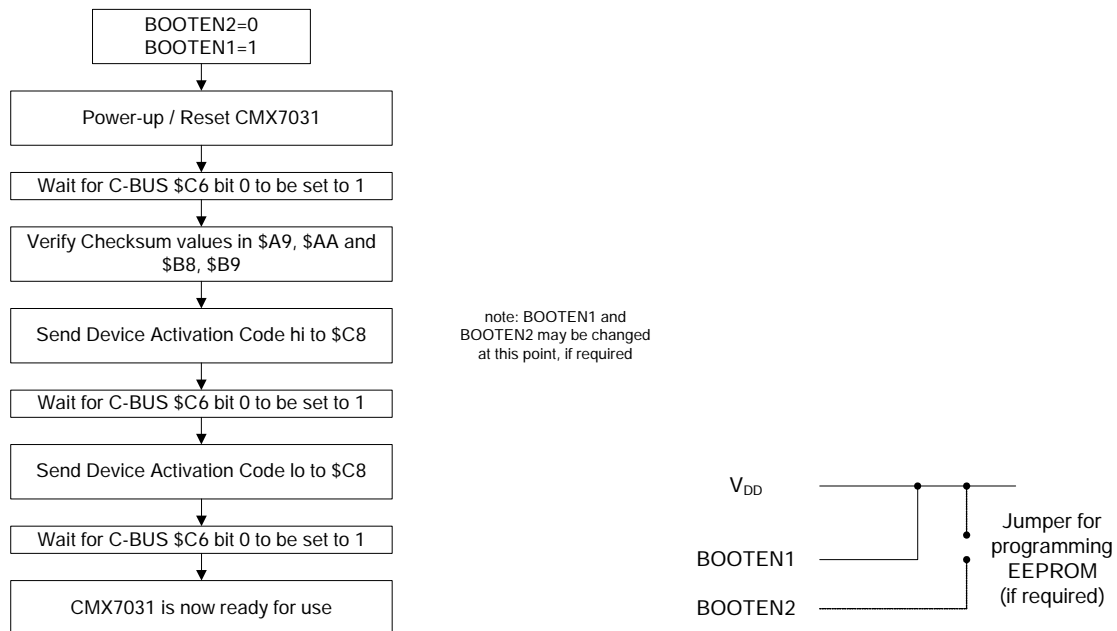 BOOTEN2=0
BOOTEN1=1
Power-up / Reset CMX7031
Wait for C-BUS $C6 bit 0 to be set to 1
Verify Checksum values in $A9, $AA and
$B8, $B9
Send Device Activation Code hi to $C8
note: BOOTEN1 and
BOOTEN2 may be changed
at this point, if required
Wait for C-BUS $C6 bit 0 to be set to 1
Send Device Activation Code lo to $C8
Wait for C-BUS $C6 bit 0 to be set to 1
CMX7031 is now ready for use
VDD
BOOTEN1
BOOTEN2
Jumper for
programming
EEPROM
(if required)